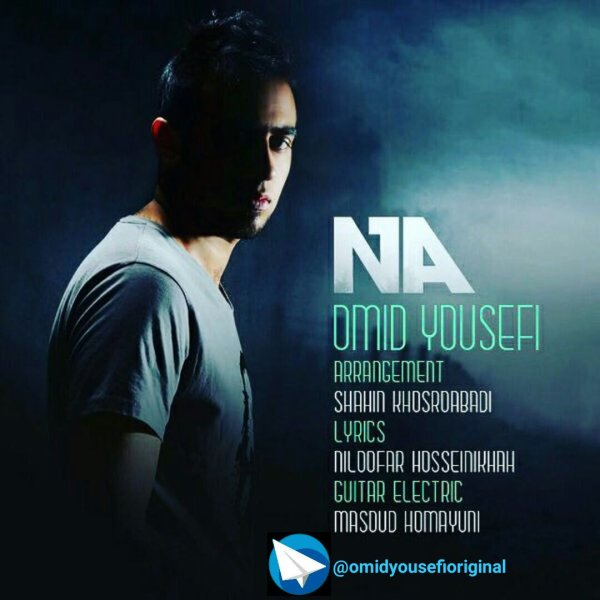 NA
OMID YOUSEFI
ARRANGEMENT
SHAHIN KHOSROABADI
LYRICS
NILOOFAR HOSSEINIKHAH
GUITAR ELECTRIC
MASOUD HOMAYUNI
@omidyousefioriginal